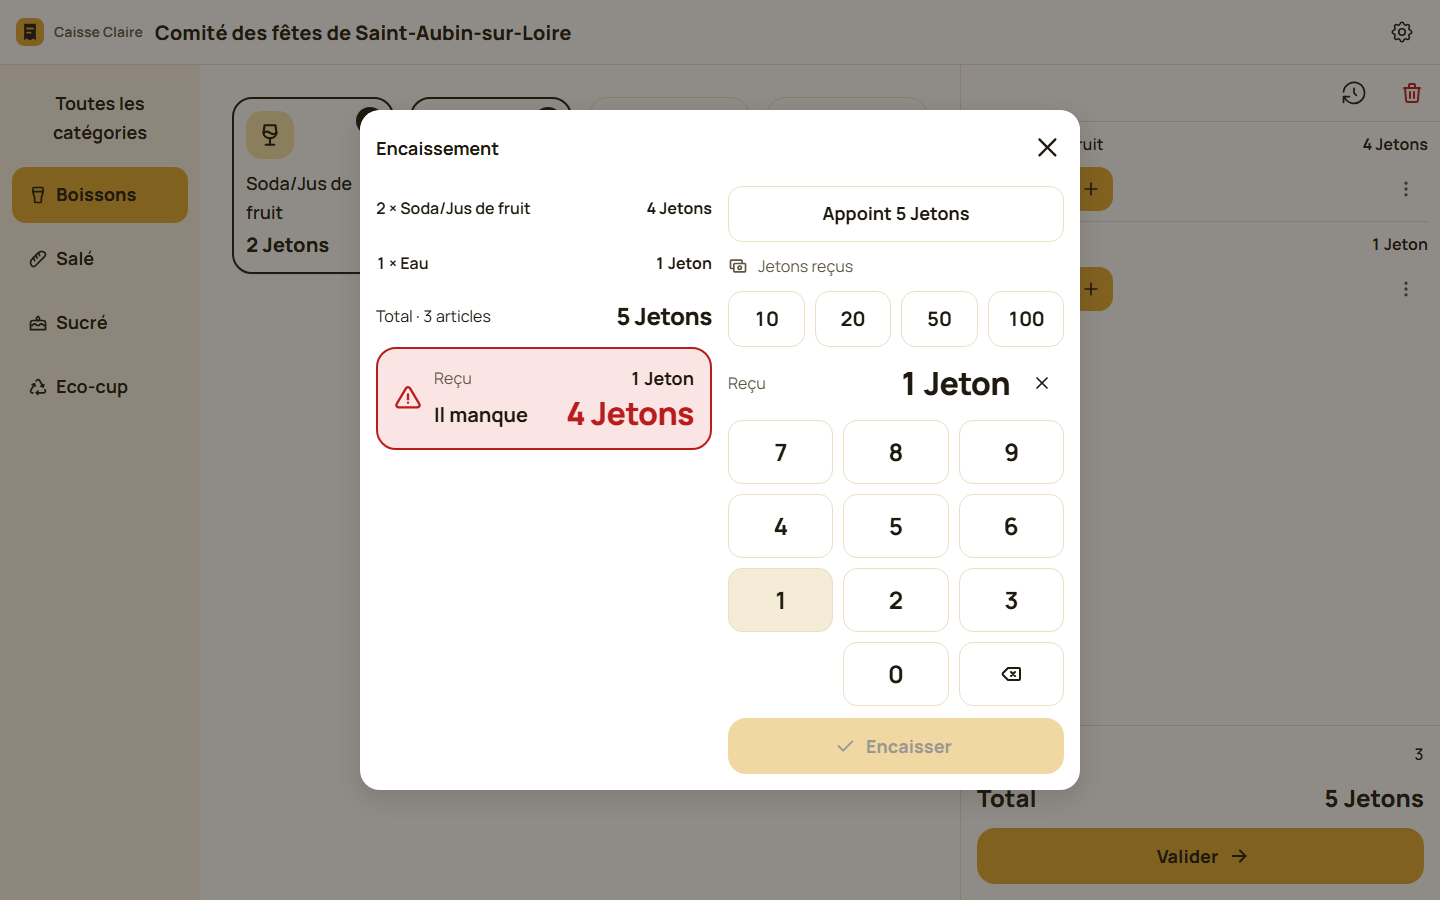 Caisse Claire
Comité des fêtes de Saint-Aubin-sur-Loire
Toutes les
catégories
Boissons
Salé
Sucré
Eco-cup
Soda/Jus de
fruit
2 Jetons
Encaissement
2 × Soda/Jus de fruit
4 Jetons
1 × Eau
1 Jeton
Total · 3 articles
5 Jetons
Reçu
1 Jeton
Il manque
4 Jetons
Appoint 5 Jetons
Jetons reçus
10
20
50
100
Reçu
1 Jeton
7
8
9
4
5
6
1
2
3
0
Encaisser
4 Jetons
1 Jeton
3
Total
5 Jetons
Valider